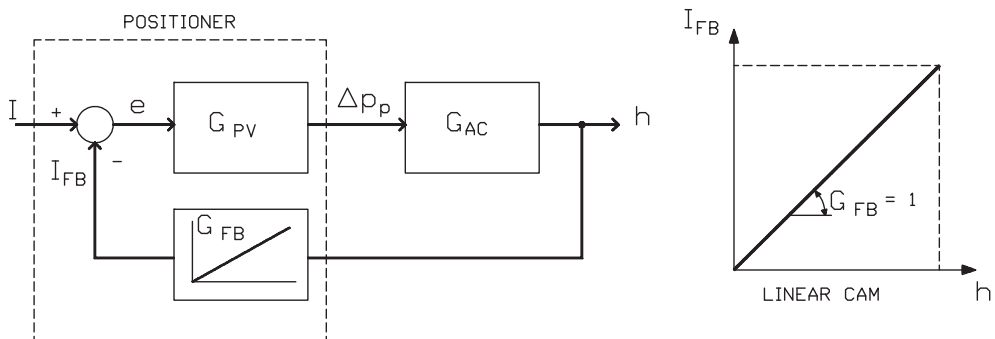 POSITIONER
I
+
e
G PV
Δp p
G AC
h
I FB
-
G FB
I FB
G FB = 1
LINEAR CAM
h